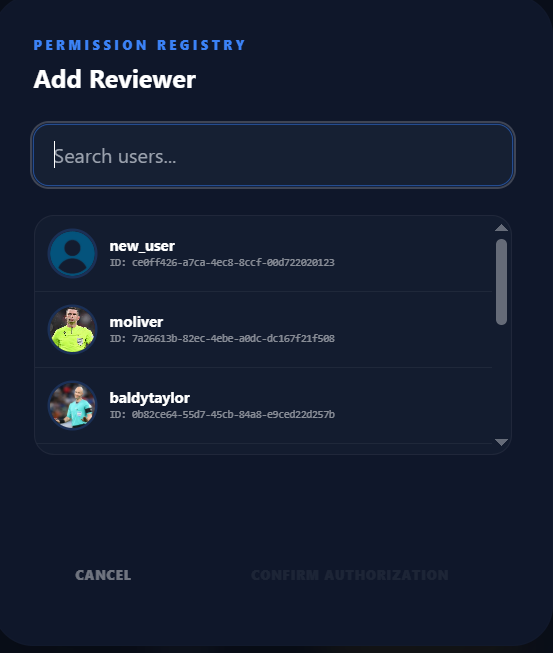 PERMISSION REGISTRY
Add Reviewer
Search users...
new_user
ID: ce0ff426-a7ca-4ec8-8ccf-00d722020123
moliver
ID: 7a26613b-82ec-4ebe-a0dc-dc167f21f508
baldytaylor
ID: 0b82ce64-55d7-45cb-84a8-e9ced22d257b
CANCEL
CONFIRM AUTHORIZATION